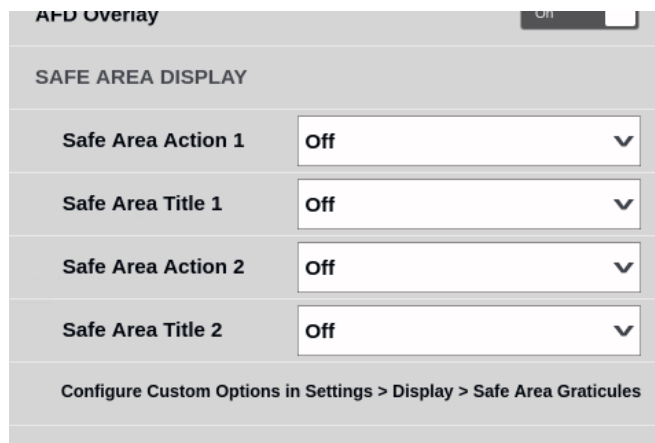 AFD Overlay On
SAFE AREA DISPLAY
Safe Area Action 1 Off
Safe Area Title 1 Off
Safe Area Action 2 Off
Safe Area Title 2 Off
Configure Custom Options in Settings > Display > Safe Area Graticules